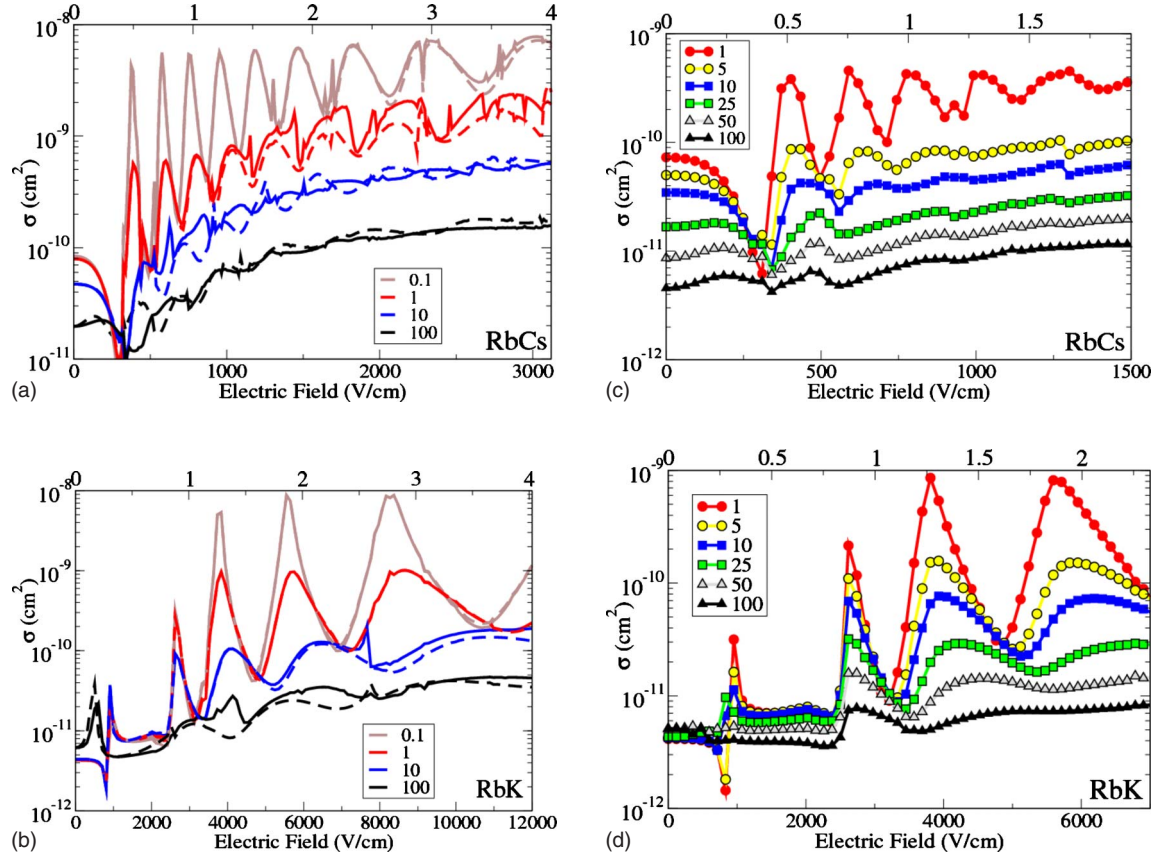 0 1 2 3 4
10^-8
10^-9
10^-10
10^-11
σ (cm²)
0.1
1
10
100
RbCs
0 1000 2000 3000
(a) Electric Field (V/cm)
0 0.5 1 1.5
10^-9
10^-10
10^-11
10^-12
σ (cm²)
1
5
10
25
50
100
RbCs
0 500 1000 1500
(c) Electric Field (V/cm)
0 1 2 3 4
10^-8
10^-9
10^-10
10^-11
10^-12
σ (cm²)
0.1
1
10
100
RbK
0 2000 4000 6000 8000 10000 12000
(b) Electric Field (V/cm)
0 0.5 1 1.5 2
10^-9
10^-10
10^-11
10^-12
σ (cm²)
1
5
10
25
50
100
RbK
0 2000 4000 6000
(d) Electric Field (V/cm)